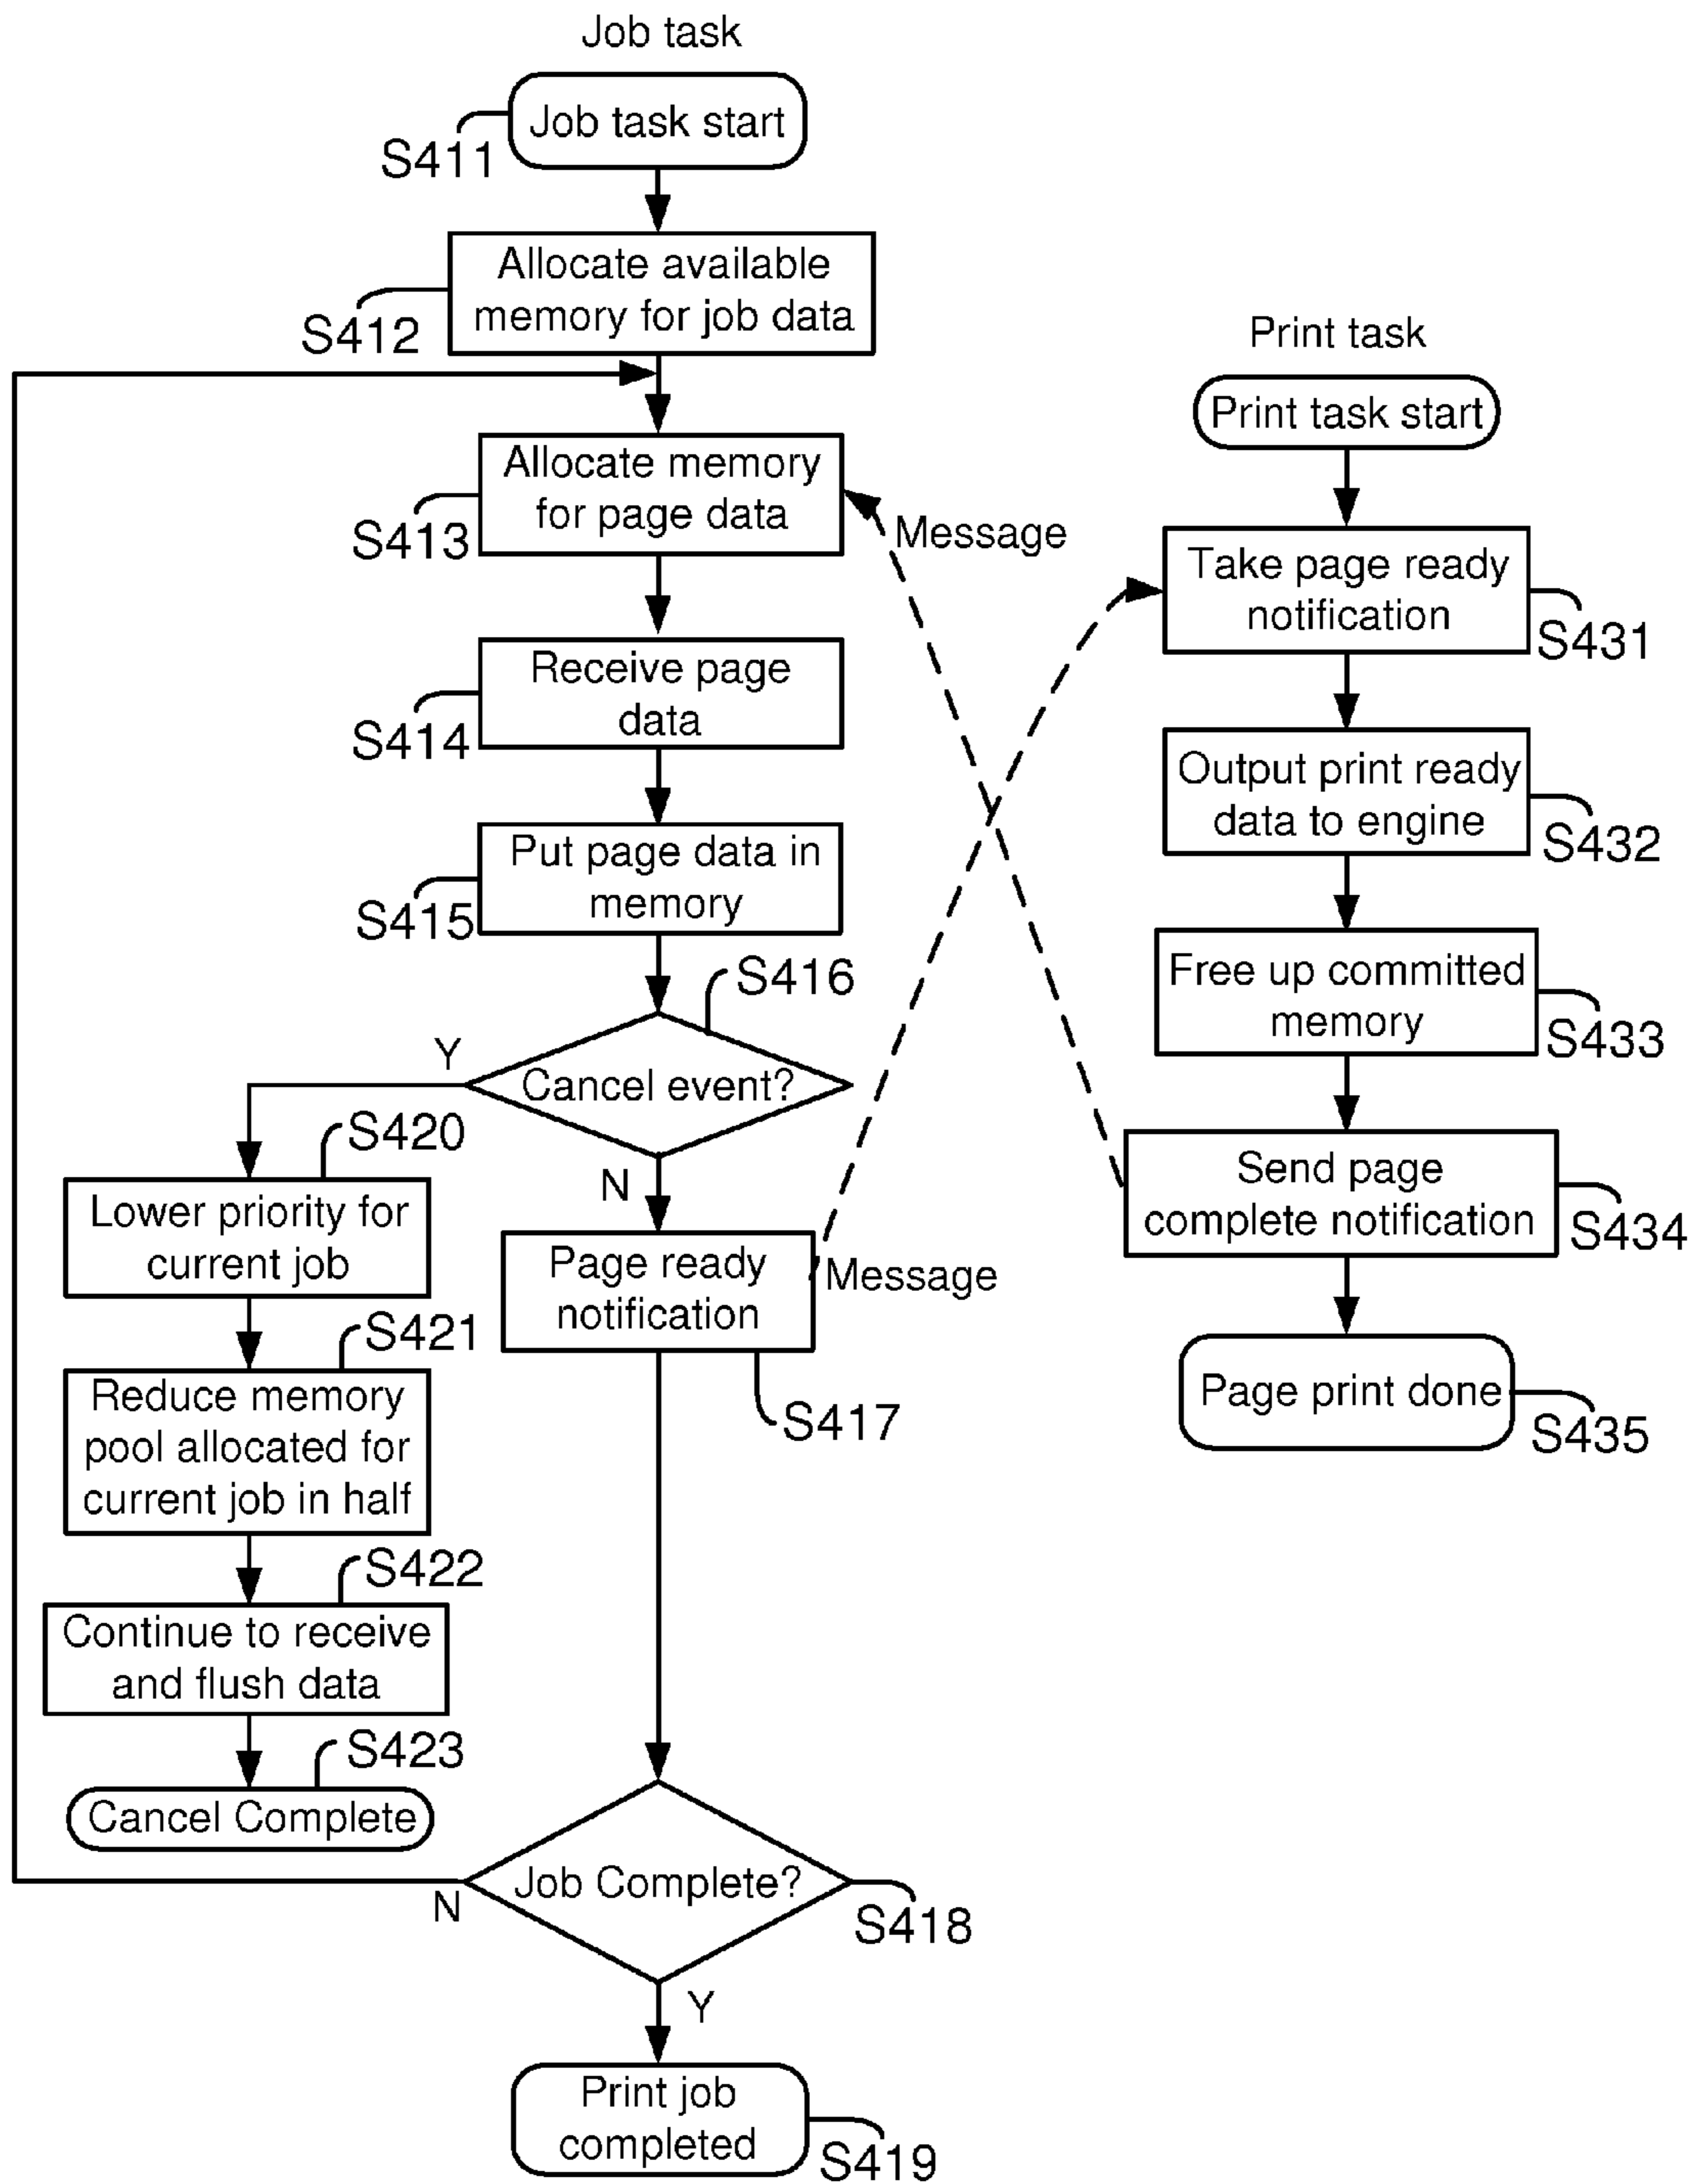 Job task
Job task start
S411
Allocate available
memory for job data
S412
Allocate memory
for page data
S413
Receive page
data
S414
Put page data in
memory
S415
S416
Cancel event?
Y
N
S420
Lower priority for
current job
S421
Reduce memory
pool allocated for
current job in half
S422
Continue to receive
and flush data
S423
Cancel Complete
Page ready
notification
Message
S417
Job Complete?
N
S418
Y
Print job
completed
S419
Print task
Print task start
Message
Take page ready
notification
S431
Output print ready
data to engine
S432
Free up committed
memory
S433
Send page
complete notification
S434
Page print done
S435